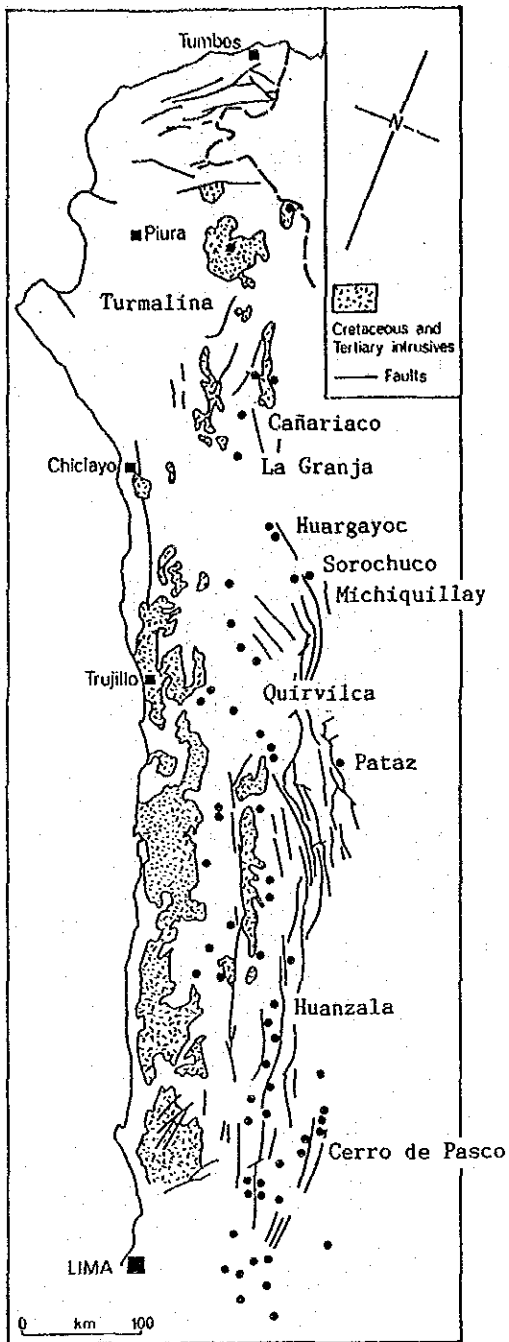 Tumbos
N
Piura
Turmalina
Cretaceous and
Tertiary intrusives
Faults
Cañariaco
Chiclayo
La Granja
Huargayoc
Sorochuco
Michiquillay
Trujillo
Quirvilca
Pataz
Huanzala
Cerro de Pasco
LIMA
0 km 100